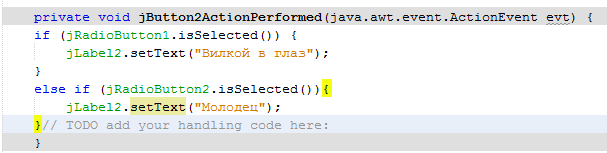 private void jButton2ActionPerformed(java.awt.event.ActionEvent evt) {
if (jRadioButton1.isSelected()) {
jLabel2.setText("Вилкой в глаз");
}
else if (jRadioButton2.isSelected()){
jLabel2.setText("Молодец");
}// TODO add your handling code here:
}